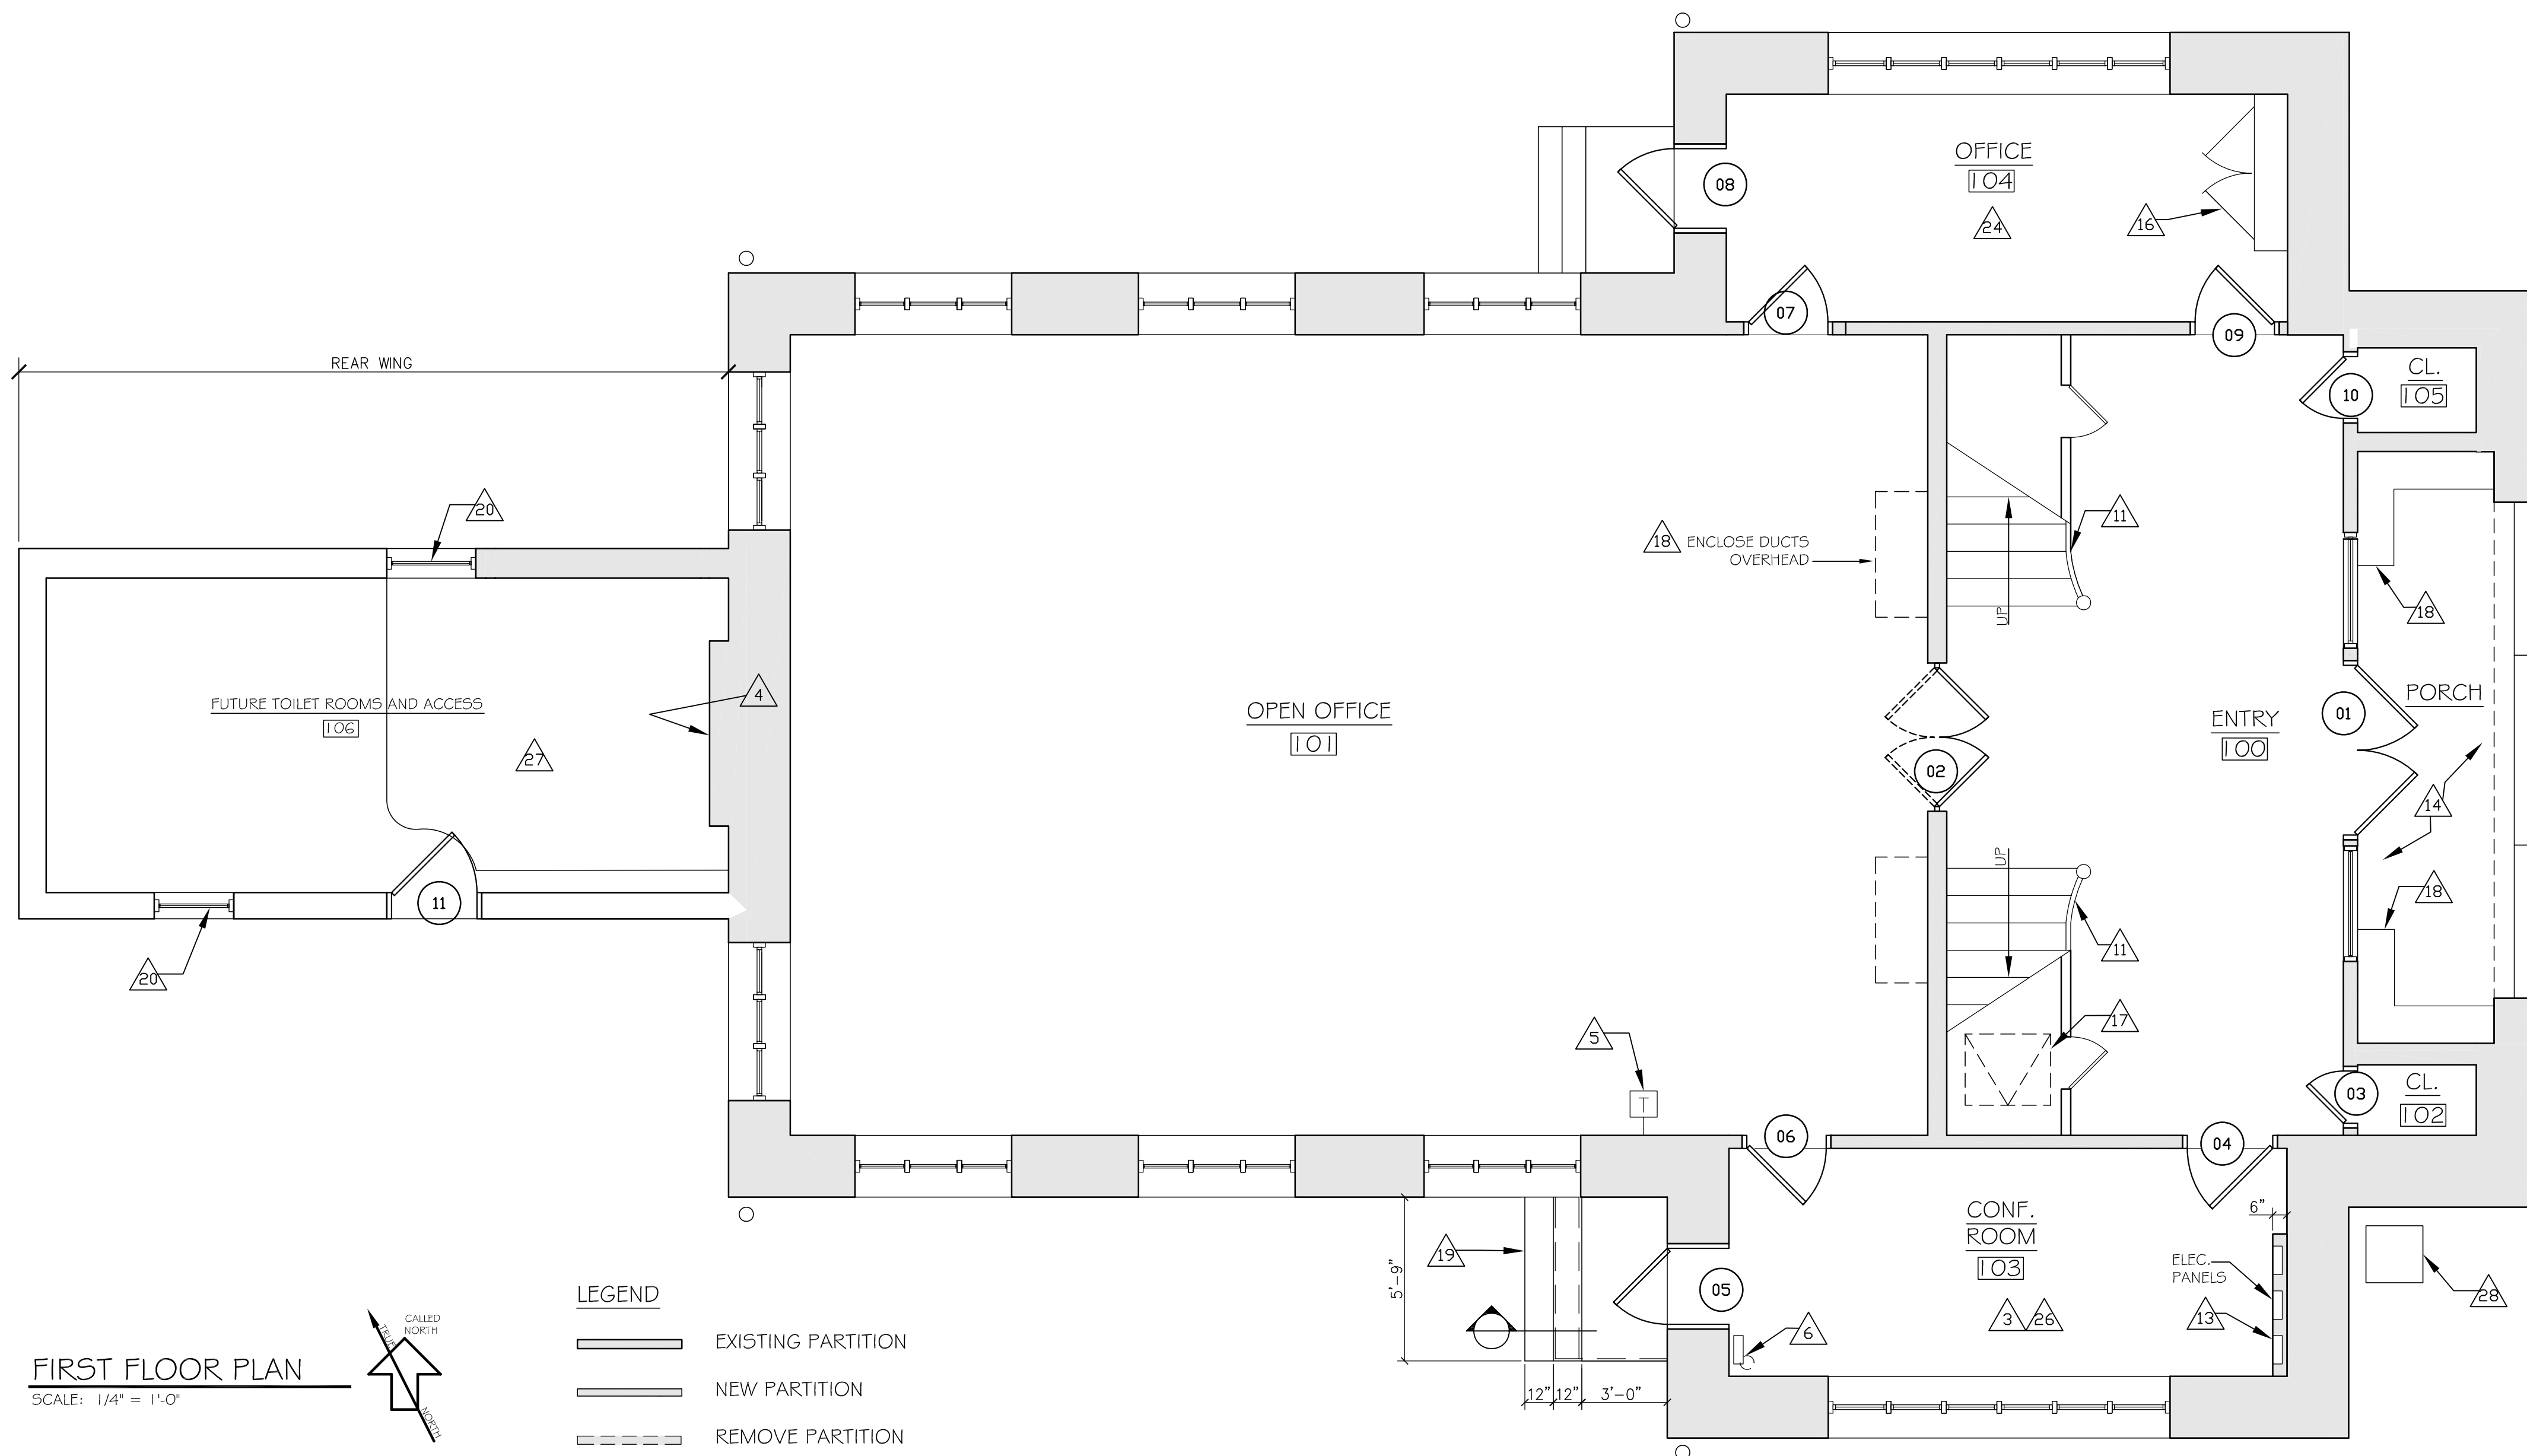 OFFICE
104
24
16
08
07
09
REAR WING
10
CL.
105
20
18
ENCLOSE DUCTS
OVERHEAD
11
UP
18
FUTURE TOILET ROOMS AND ACCESS
106
4
27
OPEN OFFICE
101
02
ENTRY
100
01
PORCH
14
UP
11
18
11
20
5
T
17
03
CL.
102
06
04
CONF.
ROOM
103
3
26
6"
ELEC.
PANELS
13
28
05
6
19
5'-9"
12"
12"
3'-0"
LEGEND
EXISTING PARTITION
NEW PARTITION
REMOVE PARTITION
CALLED
NORTH
TRUE
NORTH
FIRST FLOOR PLAN
SCALE: 1/4" = 1'-0"